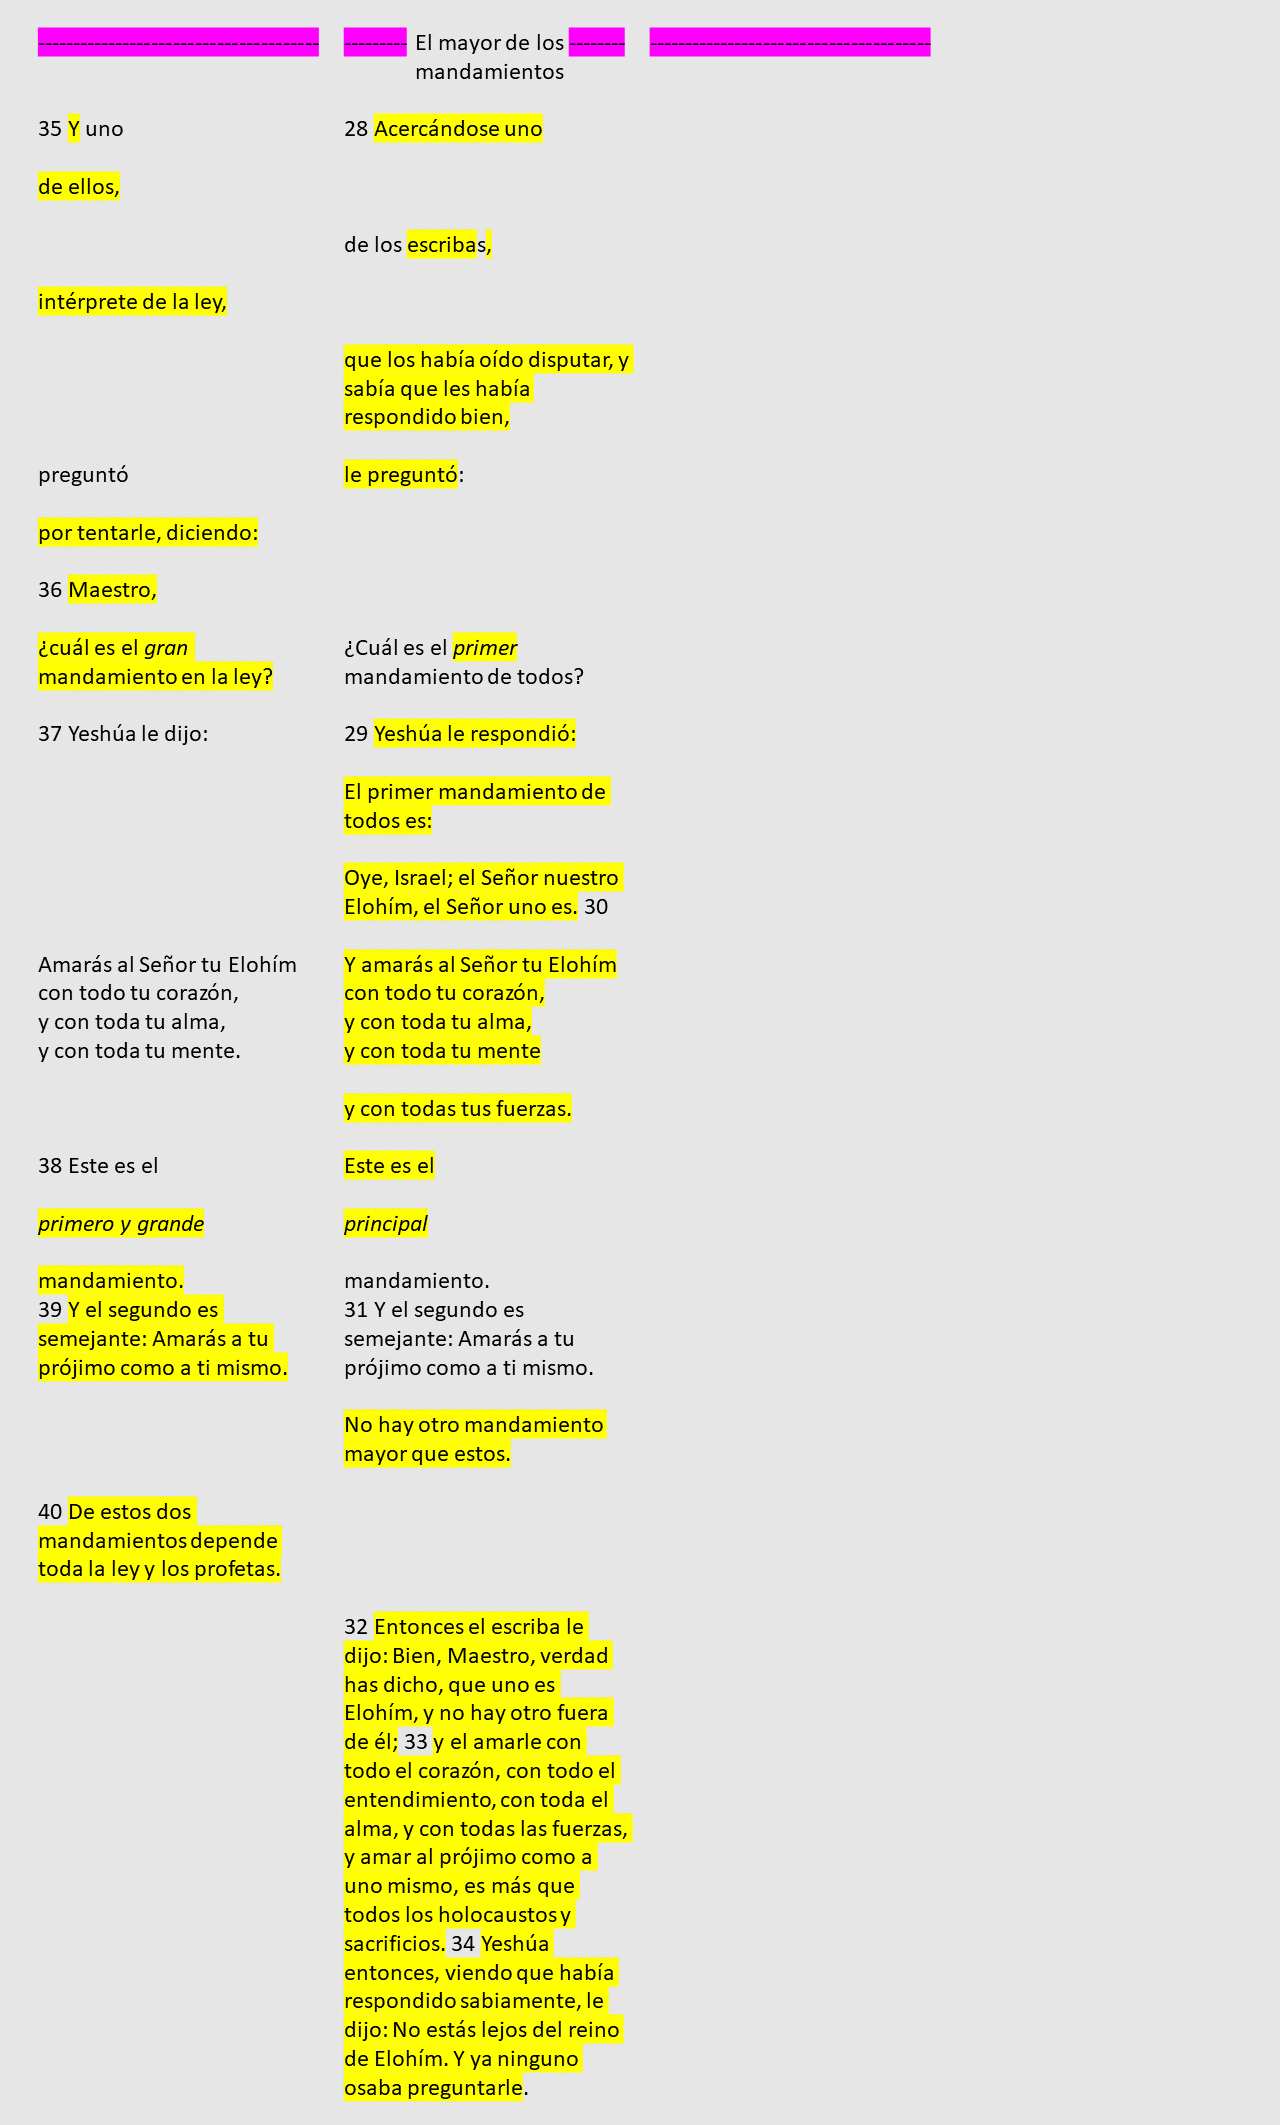 --------------------------------------- --------- El mayor de los -------- ---------------------------------------
mandamientos
35 Y uno 28 Acercándose uno
de ellos,
de los escribas,
intérprete de la ley,
que los había oído disputar, y
sabía que les había
respondido bien,
preguntó le preguntó:
por tentarle, diciendo:
36 Maestro,
¿cuál es el gran ¿Cuál es el primer
mandamiento en la ley? mandamiento de todos?
37 Yeshúa le dijo: 29 Yeshúa le respondió:
El primer mandamiento de
todos es:
Oye, Israel; el Señor nuestro
Elohím, el Señor uno es. 30
Amarás al Señor tu Elohím Y amarás al Señor tu Elohím
con todo tu corazón, con todo tu corazón,
y con toda tu alma, y con toda tu alma,
y con toda tu mente. y con toda tu mente
y con todas tus fuerzas.
38 Este es el Este es el
primero y grande principal
mandamiento. mandamiento.
39 Y el segundo es 31 Y el segundo es
semejante: Amarás a tu semejante: Amarás a tu
prójimo como a ti mismo. prójimo como a ti mismo.
No hay otro mandamiento
mayor que estos.
40 De estos dos
mandamientos depende
toda la ley y los profetas.
32 Entonces el escriba le
dijo: Bien, Maestro, verdad
has dicho, que uno es
Elohím, y no hay otro fuera
de él; 33 y el amarle con
todo el corazón, con todo el
entendimiento, con toda el
alma, y con todas las fuerzas,
y amar al prójimo como a
uno mismo, es más que
todos los holocaustos y
sacrificios. 34 Yeshúa
entonces, viendo que había
respondido sabiamente, le
dijo: No estás lejos del reino
de Elohím. Y ya ninguno
osaba preguntarle.